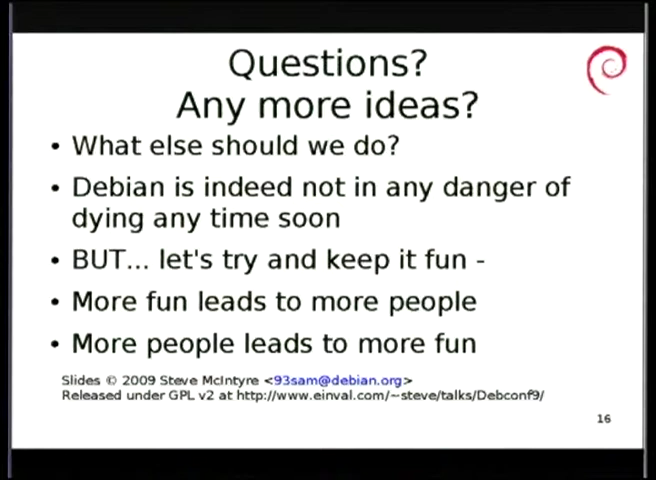 Questions?
Any more ideas?
• What else should we do?
• Debian is indeed not in any danger of
dying any time soon
• BUT... let's try and keep it fun -
• More fun leads to more people
• More people leads to more fun
Slides © 2009 Steve McIntyre <93sam@debian.org>
Released under GPL v2 at http://www.einval.com/~steve/talks/Debconf9/
16